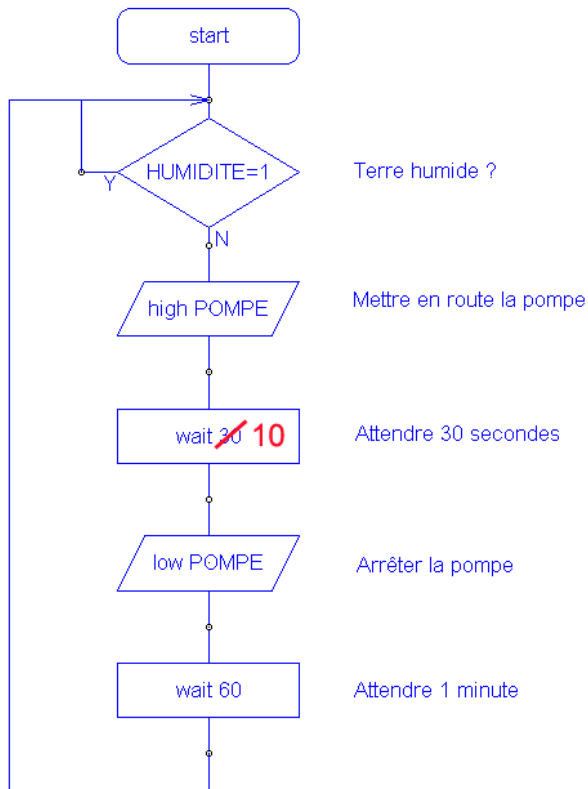 start
HUMIDITE=1
Terre humide ?
Y
N
high POMPE
Mettre en route la pompe
wait 30 10
Attendre 30 secondes
low POMPE
Arrêter la pompe
wait 60
Attendre 1 minute